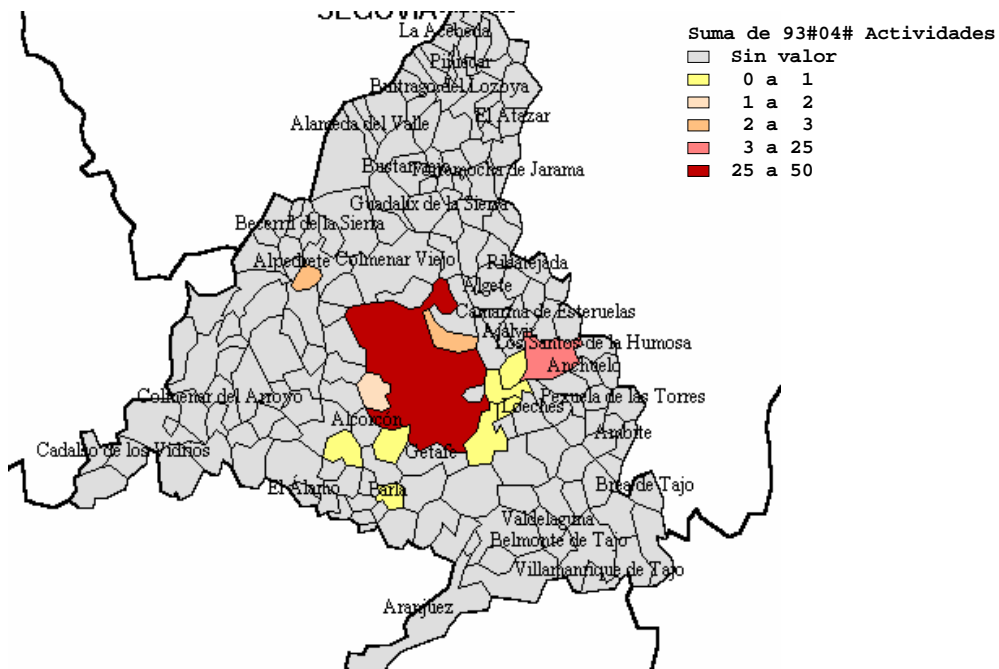 SEGOVIA
Suma de 93#04# Actividades
Sin valor
0 a 1
1 a 2
2 a 3
3 a 25
25 a 50
La Acebeda
Piñuécar
Buitrago del Lozoya
El Atazar
Alameda del Valle
de Jarama
Guadalix de la Sierra
Becerril de la Sierra
Alpedrete
Colmenar Viejo
Ribatejada
Algete
Camarma de Esteruelas
Ajalvir
Los Santos de la Humosa
Anchuelo
Colmenar del Arroyo
Pezuela de las Torres
Loeches
Alcorcón
Ambite
Cadalso de los Vidrios
Getafe
El Álamo
Parla
Brea de Tajo
Valdelaguna
Belmonte de Tajo
Villamanrique de Tajo
Aranjuez